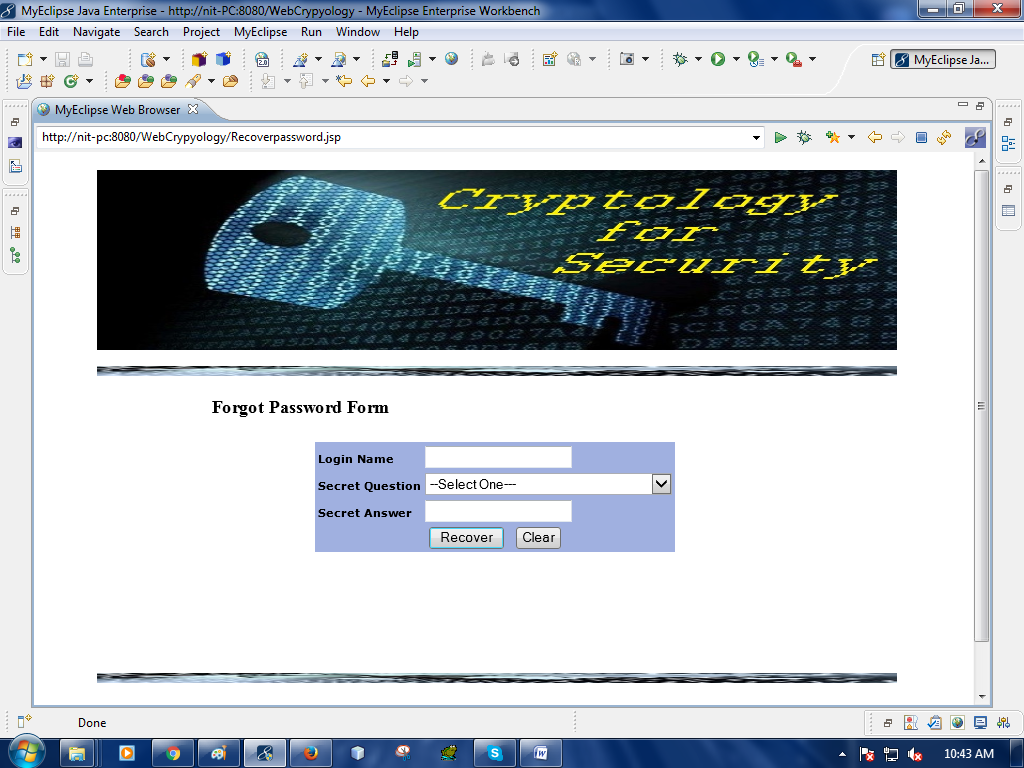 MyEclipse Java Enterprise - http://nit-PC:8080/WebCrypyology - MyEclipse Enterprise Workbench
File Edit Navigate Search Project MyEclipse Run Window Help
2.0
MyEclipse Ja...
MyEclipse Web Browser
http://nit-pc:8080/WebCrypyology/Recoverpassword.jsp
Cryptology
for
Security
Forgot Password Form
Login Name
Secret Question --Select One---
Secret Answer
Recover Clear
Done
10:43 AM